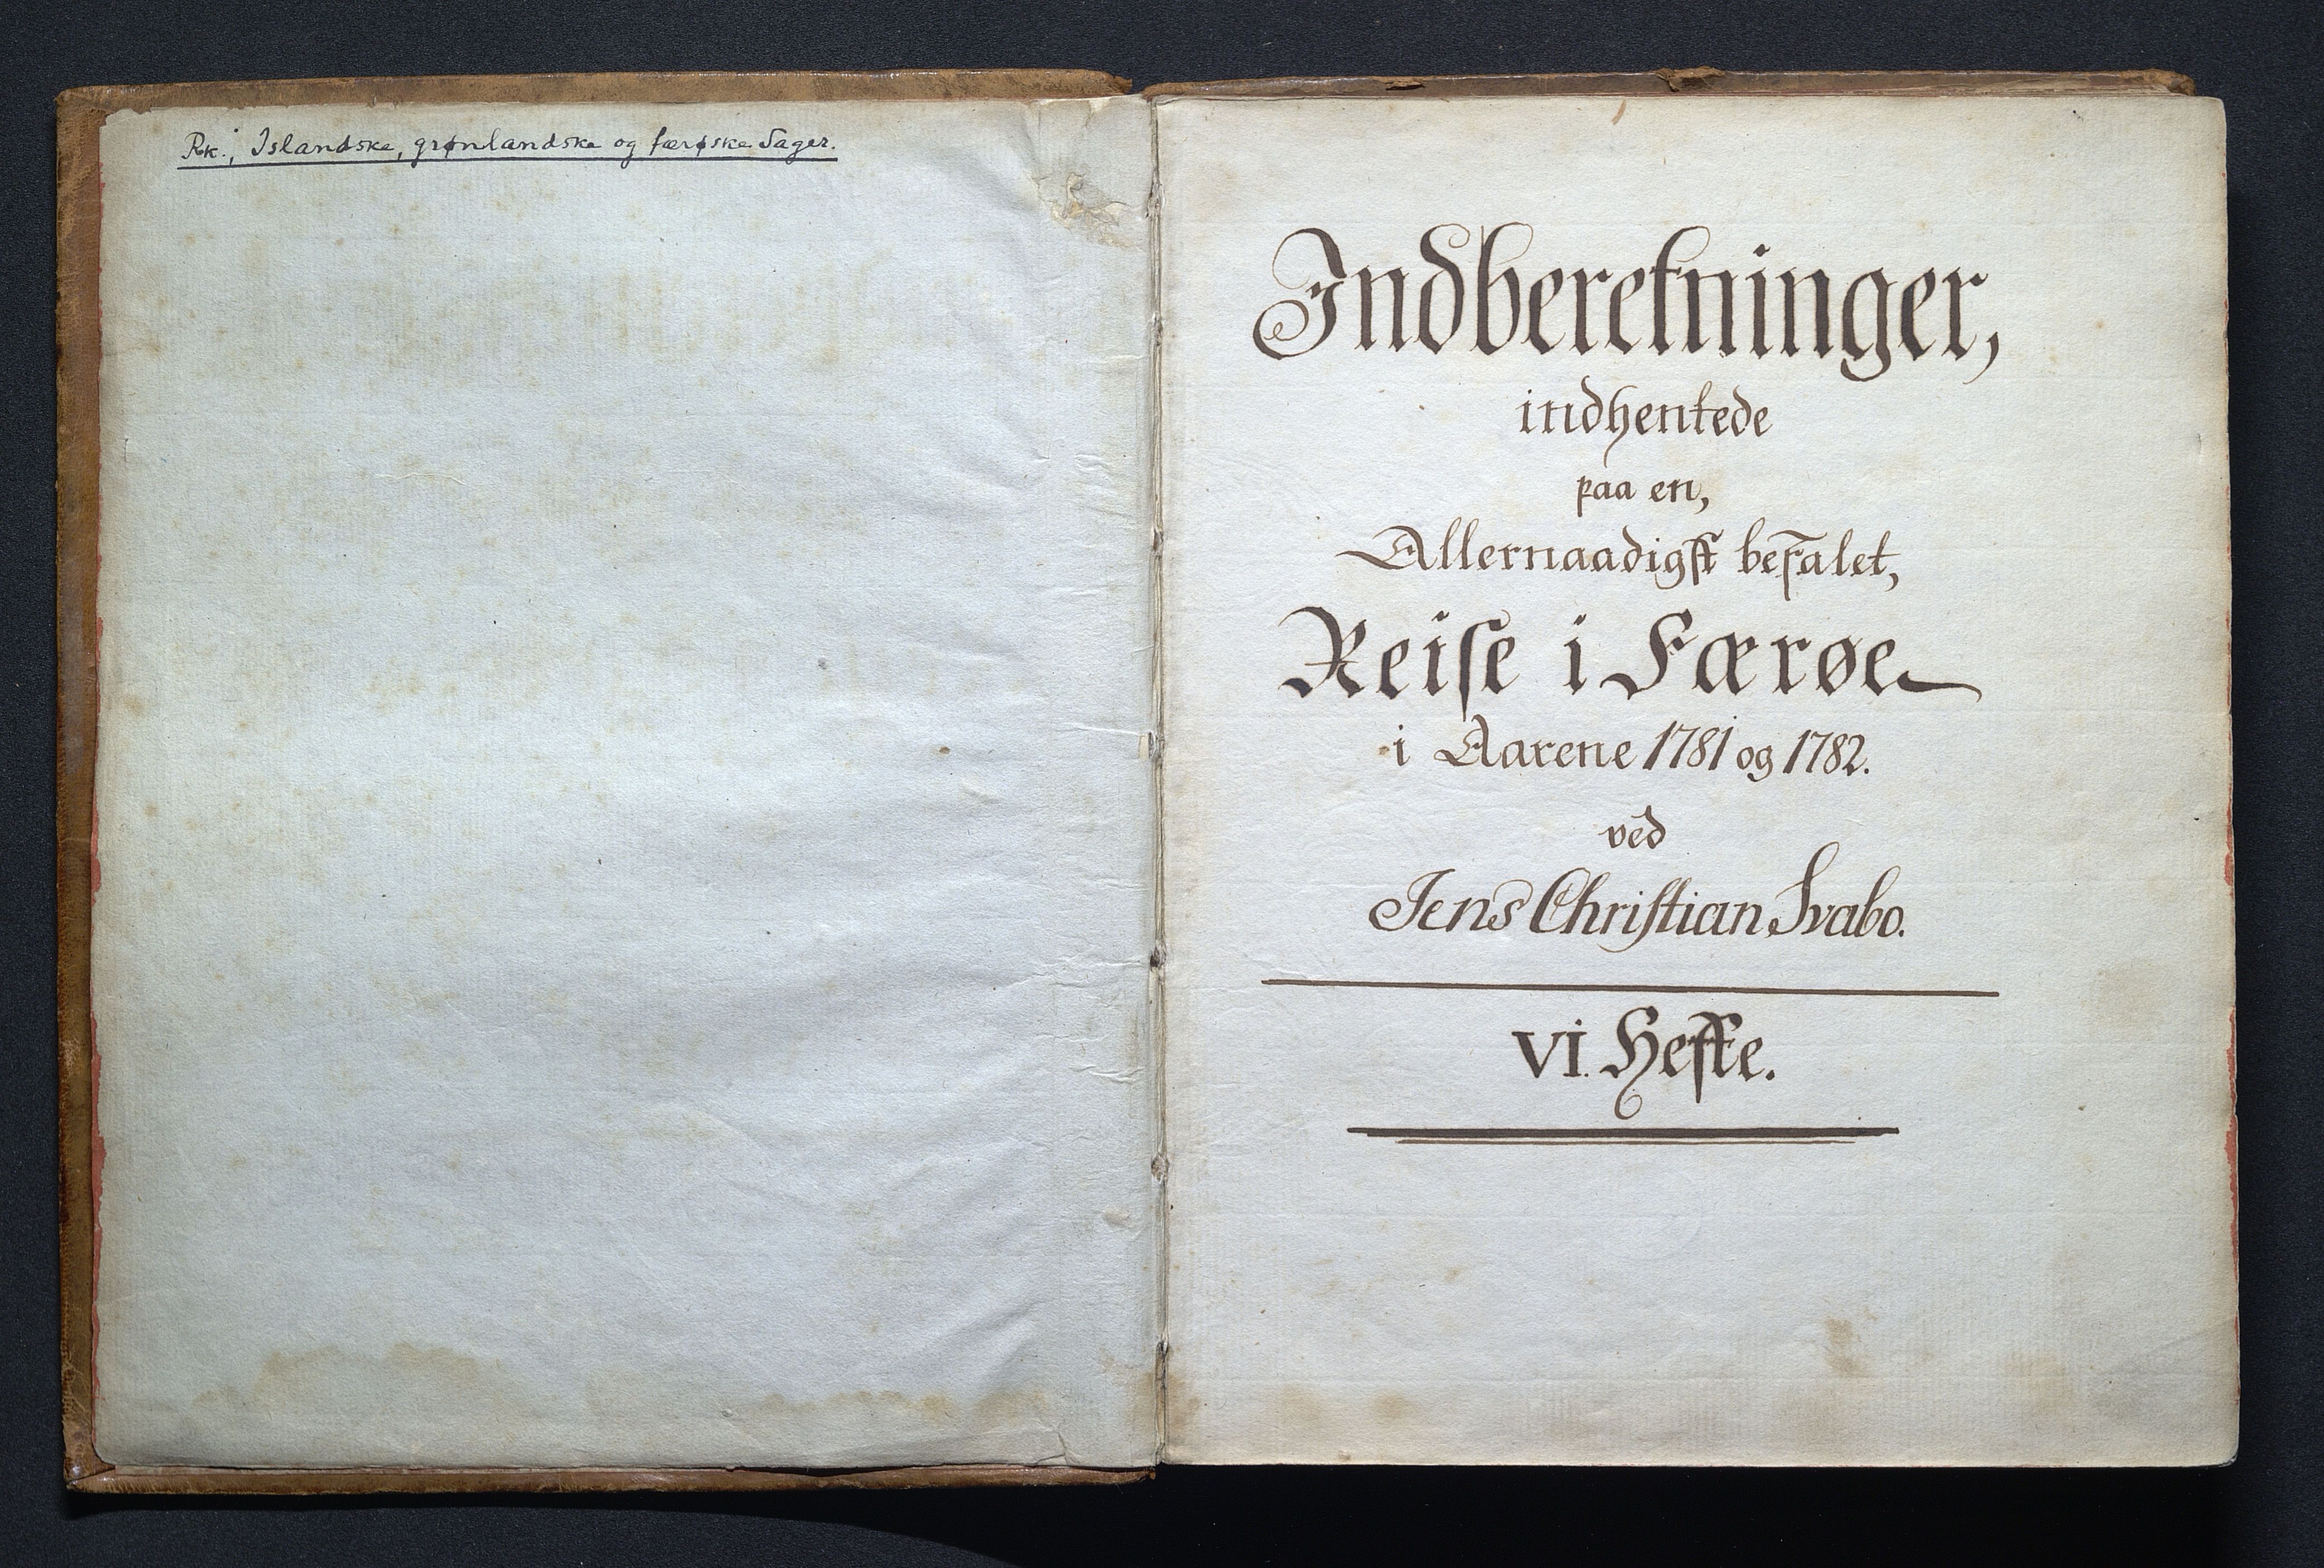 Rk.; Islandske, grønlandske og færøske Sager.
Indberetninger,
indhentede
paa en,
Allernaadigst befalet,
Reise i Færøe
i Aarene 1781 og 1782.
ved
Jens Christian Svabo.
VI. Hefte.